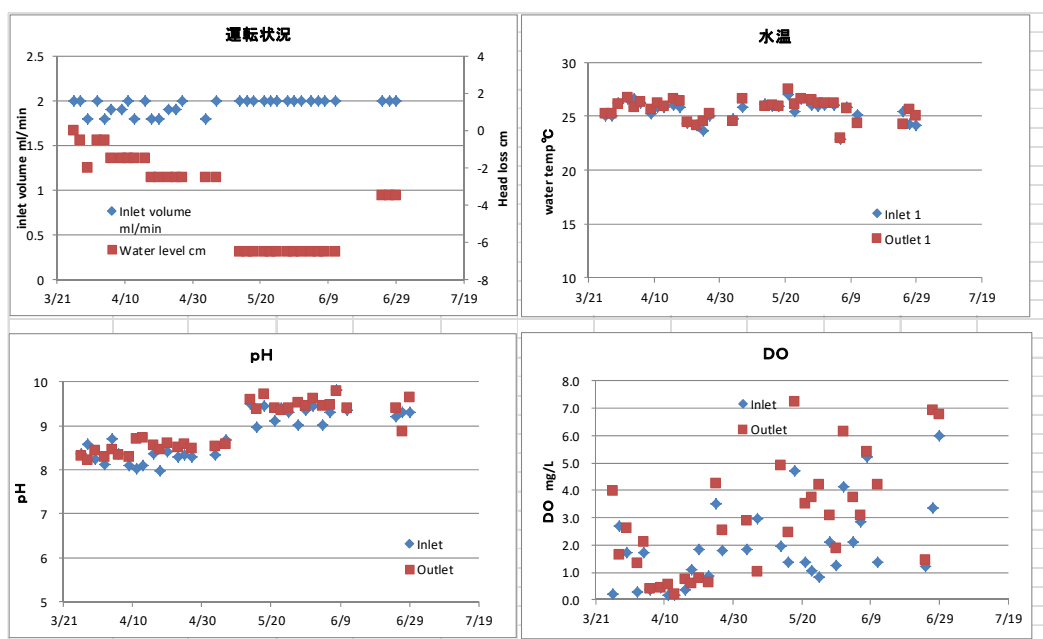 運転状況
2.5
2
1.5
1
0.5
0
inlet volume ml/min
4
2
0
-2
-4
-6
-8
Head loss cm
Inlet volume
ml/min
Water level cm
3/21 4/10 4/30 5/20 6/9 6/29 7/19
水温
30
25
20
15
10
water temp℃
Inlet 1
Outlet 1
3/21 4/10 4/30 5/20 6/9 6/29 7/19
pH
10
9
8
7
6
5
pH
Inlet
Outlet
3/21 4/10 4/30 5/20 6/9 6/29 7/19
DO
8.0
7.0
6.0
5.0
4.0
3.0
2.0
1.0
0.0
DO mg/L
Inlet
Outlet
3/21 4/10 4/30 5/20 6/9 6/29 7/19